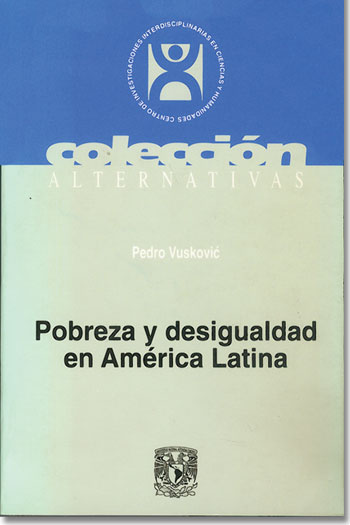 CENTRO DE INVESTIGACIONES INTERDISCIPLINARIAS EN CIENCIAS Y HUMANIDADES
colección
ALTERNATIVAS
Pedro Vusković
Pobreza y desigualdad
en América Latina